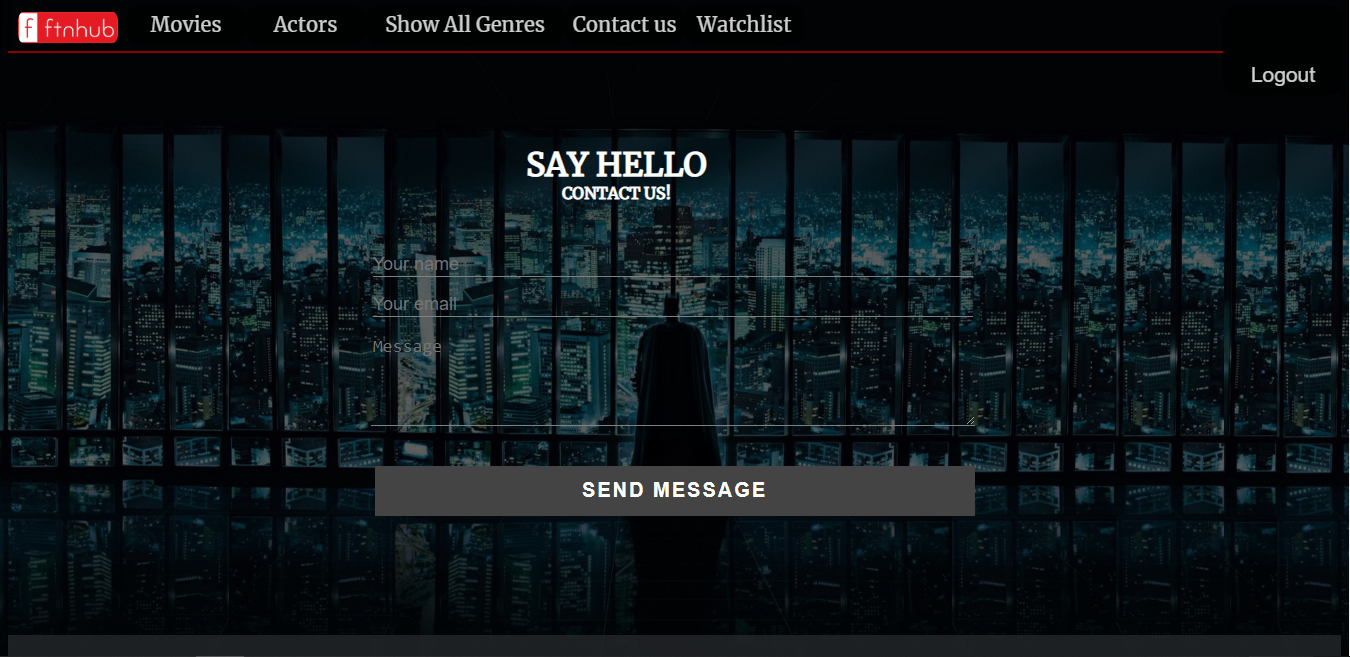 f ftnhub Movies Actors Show All Genres Contact us Watchlist
Logout
SAY HELLO
CONTACT US!
Your name
Your email
Message
SEND MESSAGE